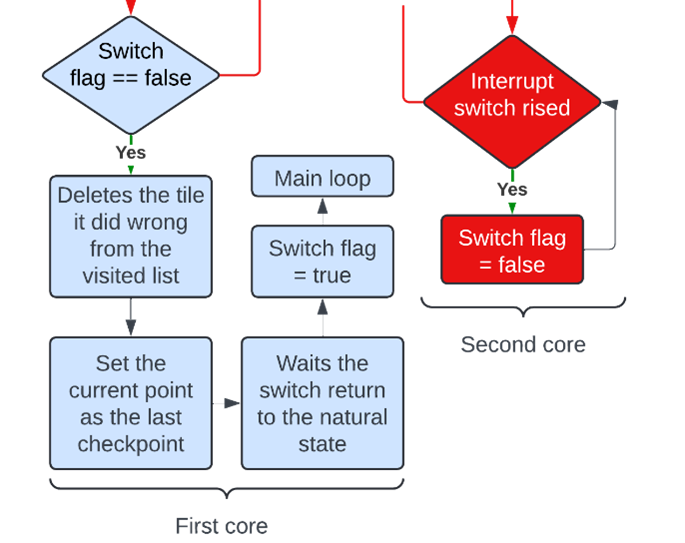 Switch
flag == false
Yes
Deletes the tile
it did wrong
from the
visited list
Set the
current point
as the last
checkpoint
Waits the
switch return
to the natural
state
Switch flag
= true
Main loop
First core
Interrupt
switch rised
Yes
Switch flag
= false
Second core